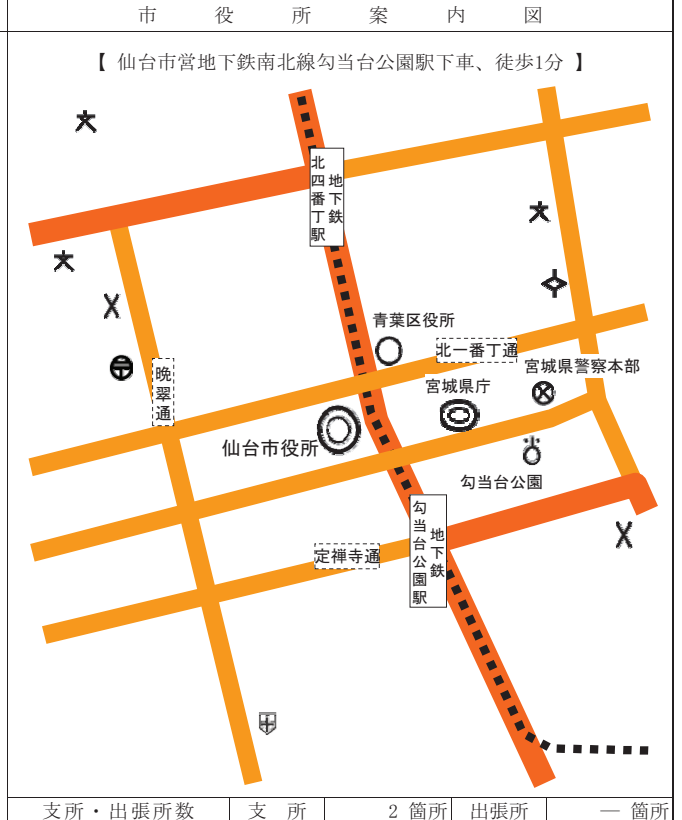 市役所案内図
【 仙台市営地下鉄南北線勾当台公園駅下車、徒歩1分 】
地下鉄
北四番丁駅
青葉区役所
北一番丁通
宮城県警察本部
晩翠通
宮城県庁
仙台市役所
勾当台公園
地下鉄
勾当台公園駅
定禅寺通
支所・出張所数 支所 2 箇所 出張所 ― 箇所